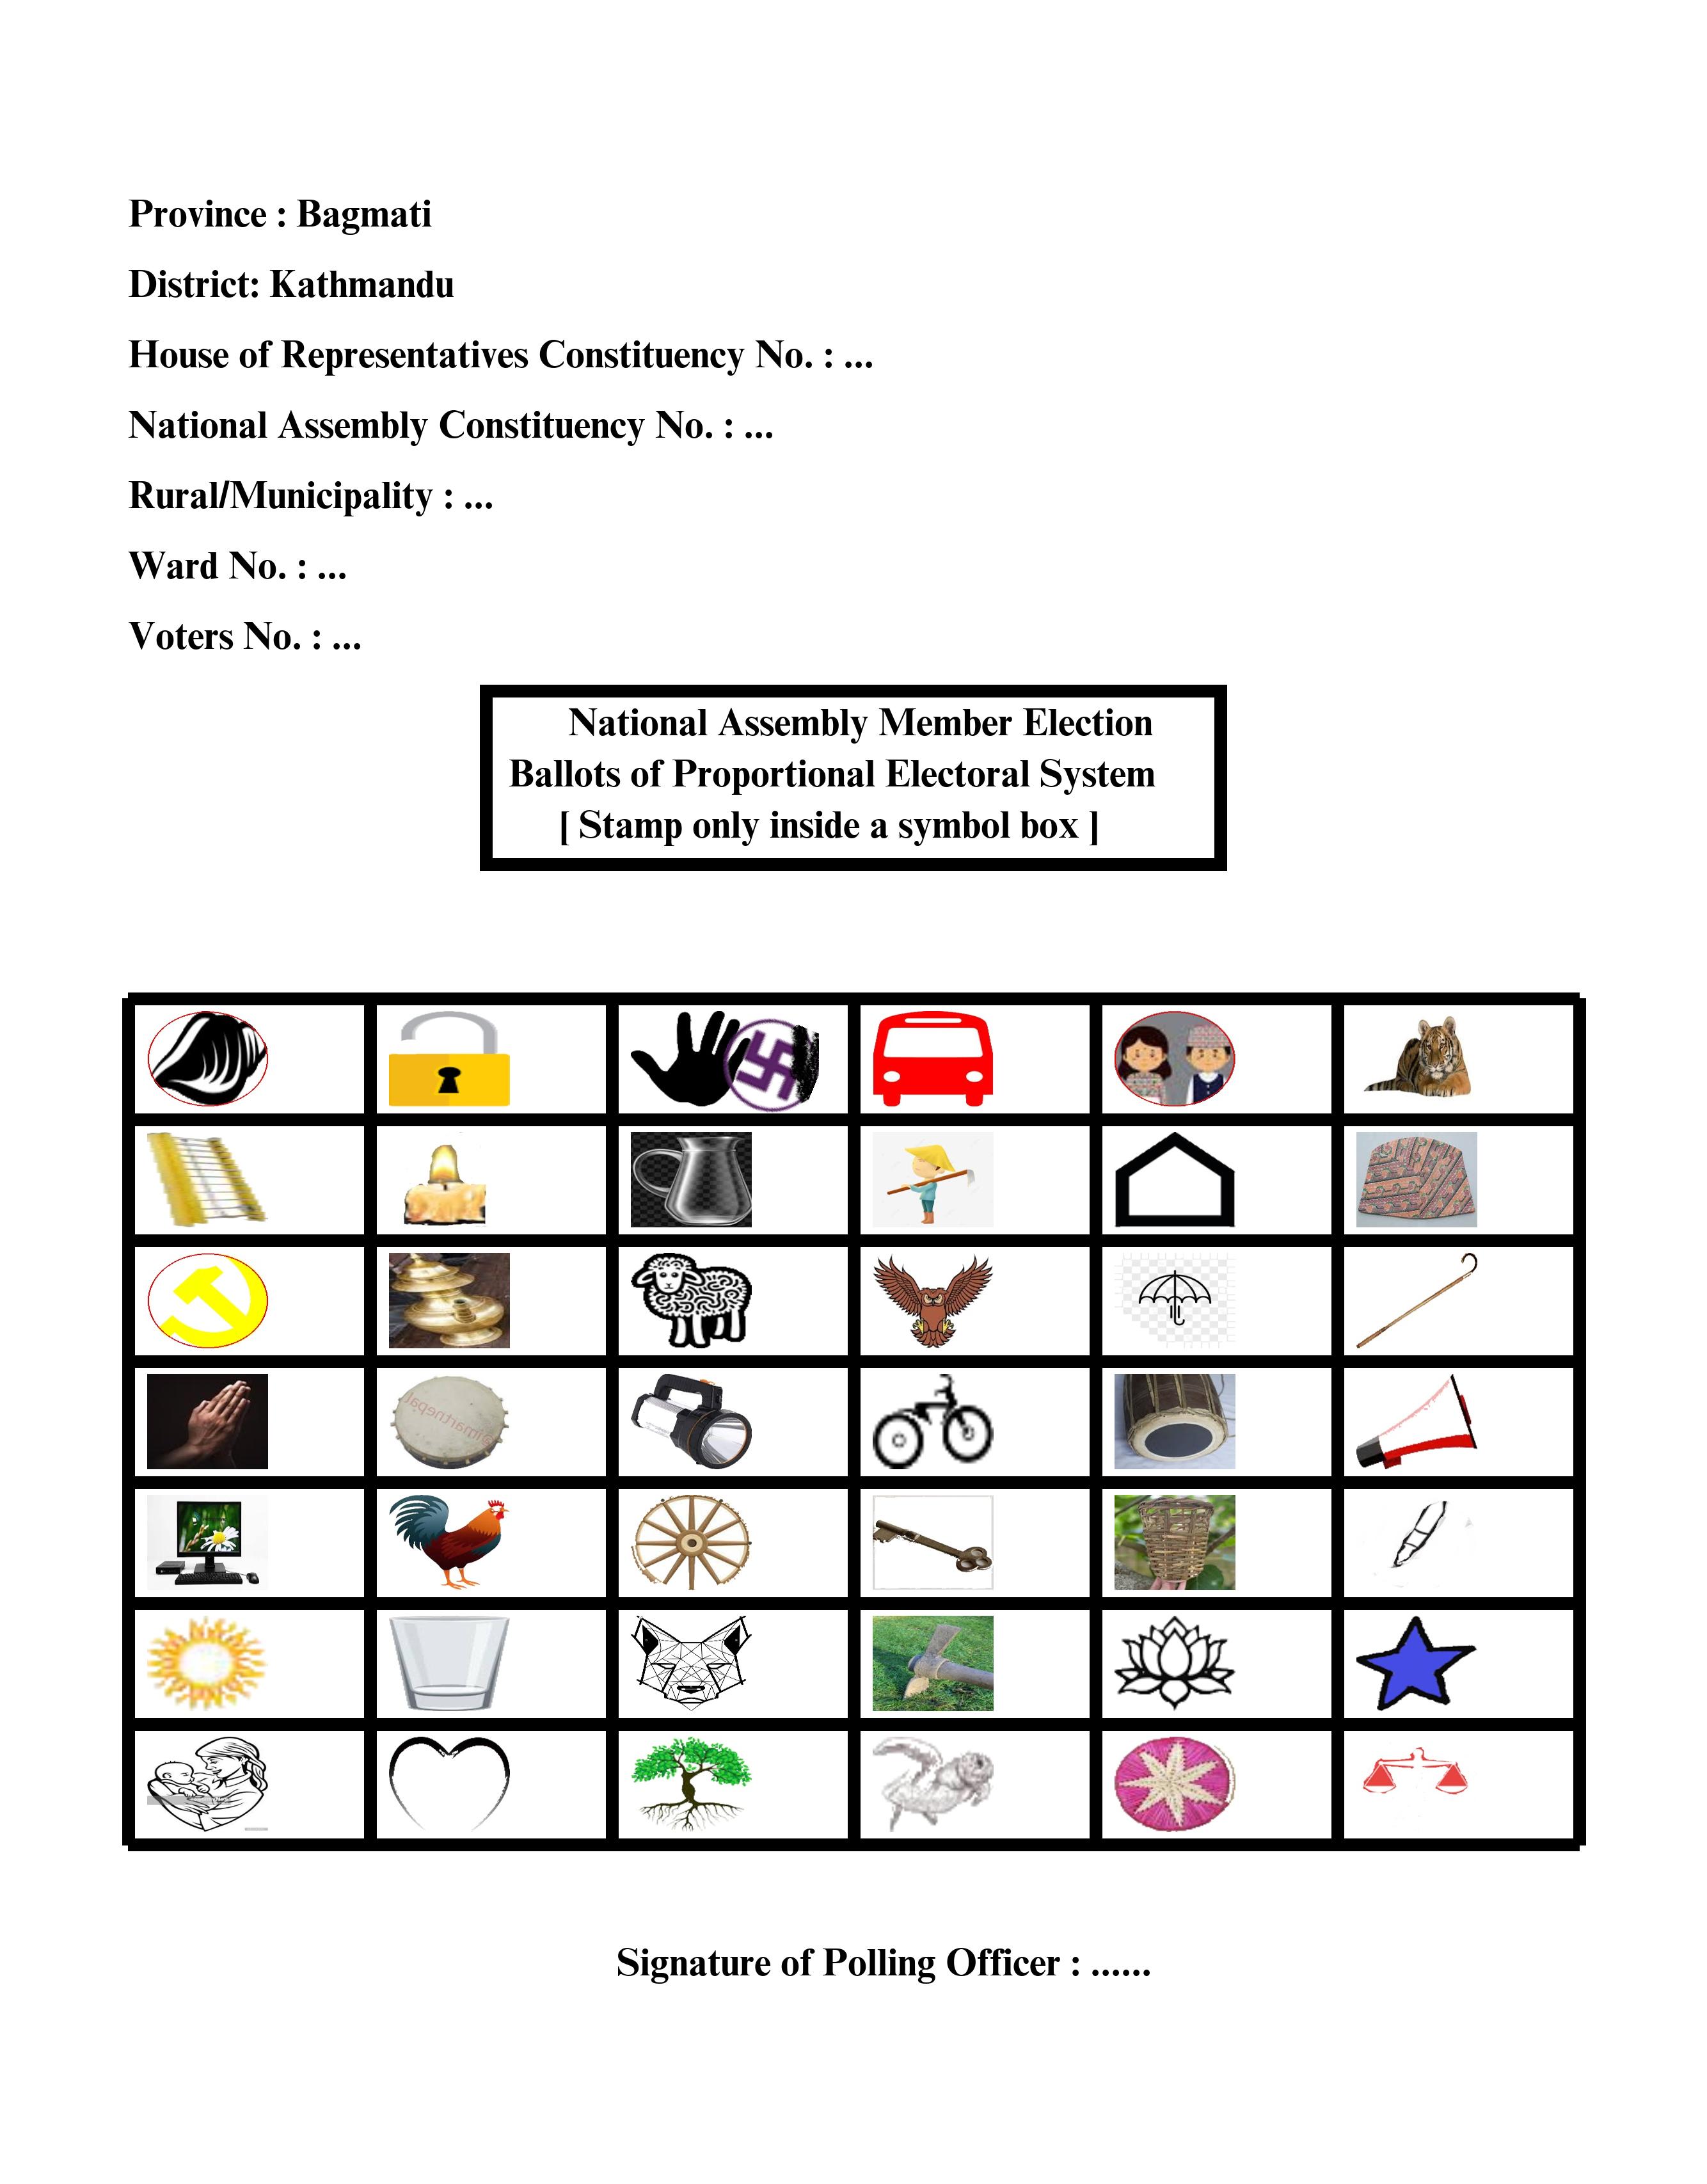 Province : Bagmati
District: Kathmandu
House of Representatives Constituency No. : ...
National Assembly Constituency No. : ...
Rural/Municipality : ...
Ward No. : ...
Voters No. : ...
National Assembly Member Election
Ballots of Proportional Electoral System
[ Stamp only inside a symbol box ]
Signature of Polling Officer : ......